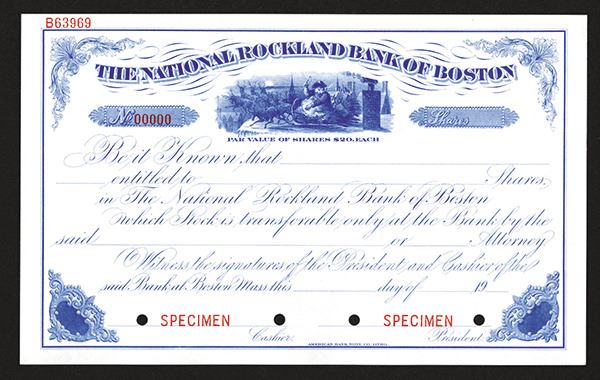 B63969
THE NATIONAL ROCKLAND BANK OF BOSTON
No 00000
Shares
PAR VALUE OF SHARES $20. EACH
Be it Known, that
entitled to Shares,
in The National Rockland Bank of Boston
which Stock is transferable only at the Bank by the
said or Attorney
Witness the signatures of the President and Cashier of the
said Bank at Boston Mass this day of 19
SPECIMEN SPECIMEN
Cashier. President.
AMERICAN BANK NOTE CO. LITHO.